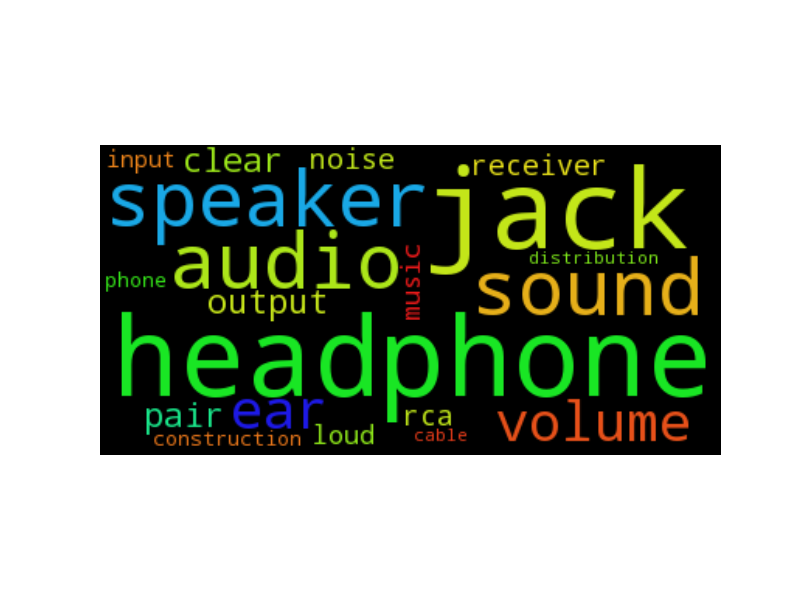 input clear noise receiver
speaker jack
audio music distribution
phone output sound
headphone
pair ear rca volume
construction loud cable